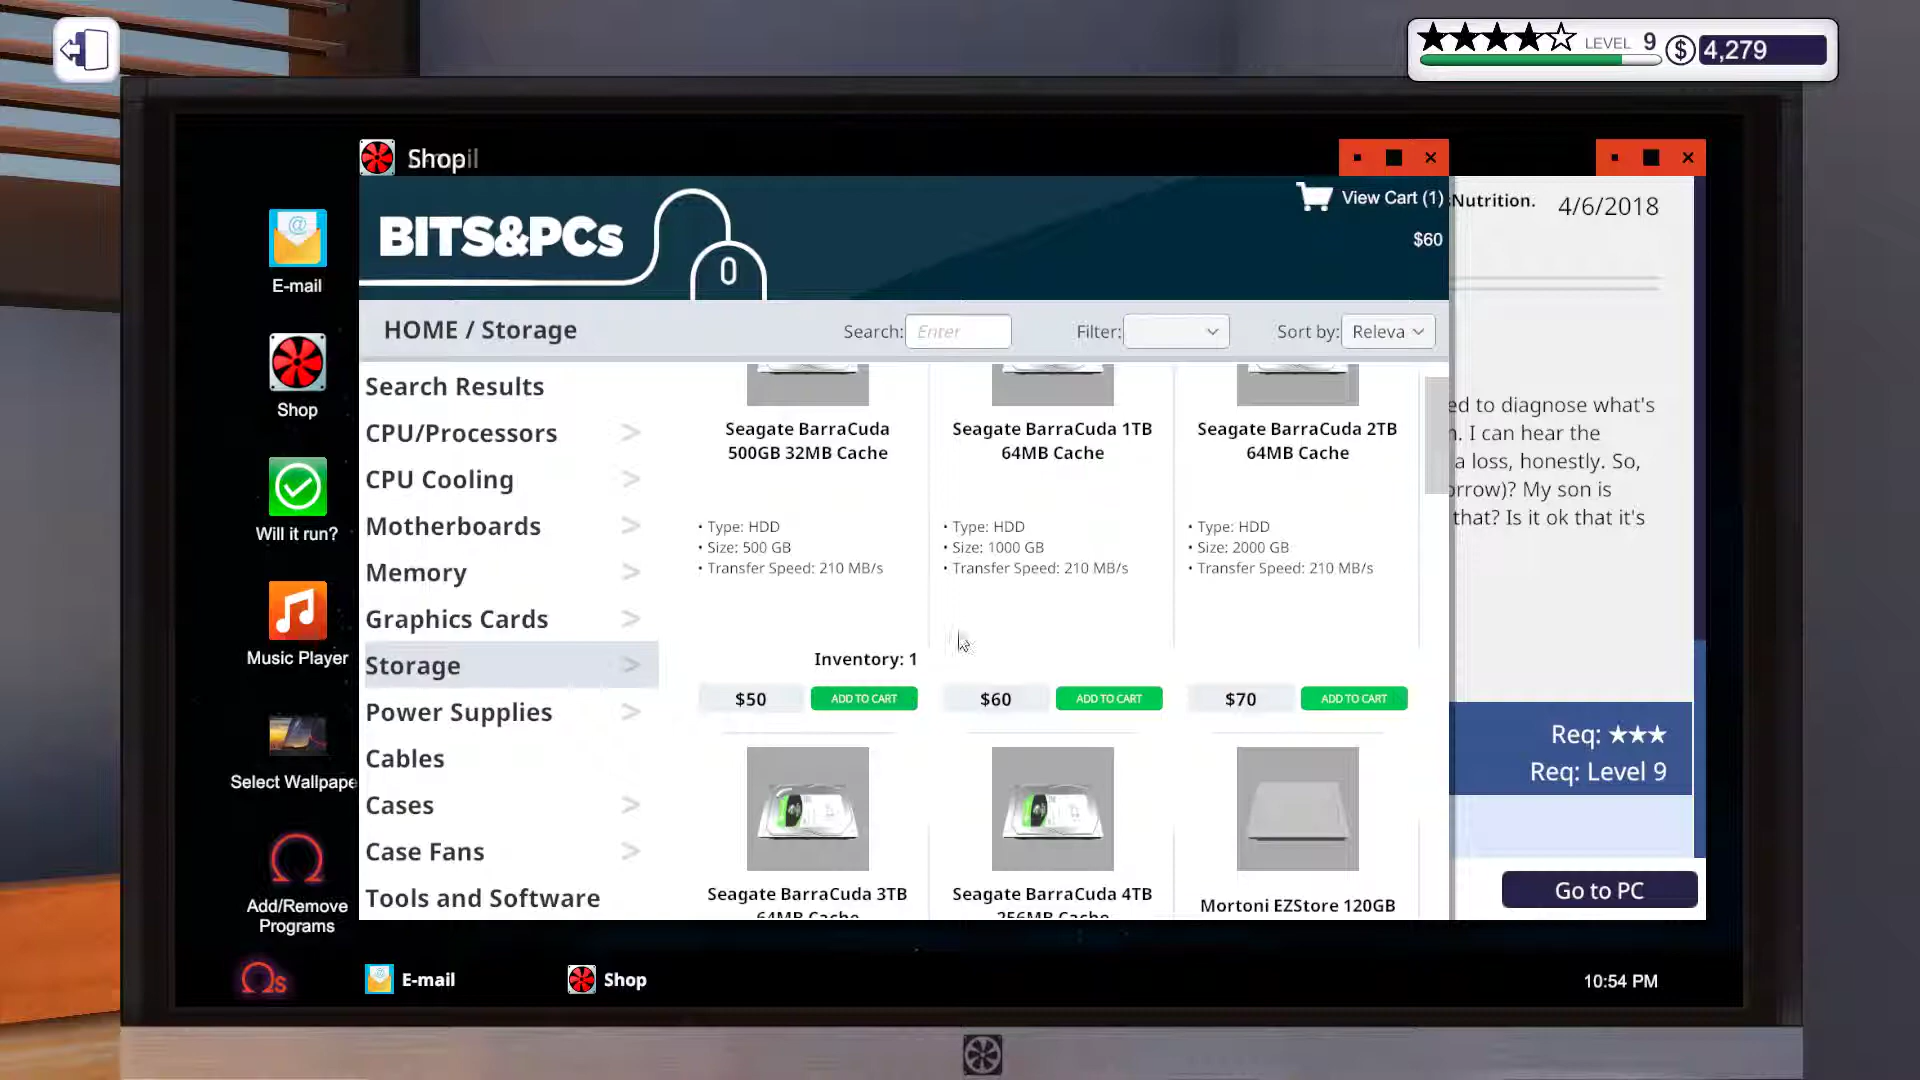 LEVEL 9
$ 4,279
Shop
View Cart (1)
$60
BITS&PCs
Nutrition.
4/6/2018
HOME / Storage
Search:
Enter
Filter:
Sort by:
Releva
E-mail
Shop
Will it run?
Music Player
Select Wallpape
Add/Remove
Programs
Search Results
CPU/Processors >
CPU Cooling >
Motherboards >
Memory >
Graphics Cards >
Storage >
Power Supplies >
Cables
Cases >
Case Fans >
Tools and Software
Seagate BarraCuda
500GB 32MB Cache
• Type: HDD
• Size: 500 GB
• Transfer Speed: 210 MB/s
Inventory: 1
$50
ADD TO CART
Seagate BarraCuda 1TB
64MB Cache
• Type: HDD
• Size: 1000 GB
• Transfer Speed: 210 MB/s
$60
ADD TO CART
Seagate BarraCuda 2TB
64MB Cache
• Type: HDD
• Size: 2000 GB
• Transfer Speed: 210 MB/s
$70
ADD TO CART
Seagate BarraCuda 3TB
64MB Cache
Seagate BarraCuda 4TB
256MB Cache
Mortoni EZStore 120GB
ed to diagnose what's
I can hear the
a loss, honestly. So,
orrow)? My son is
that? Is it ok that it's
Req: ★★★
Req: Level 9
Go to PC
E-mail
Shop
10:54 PM